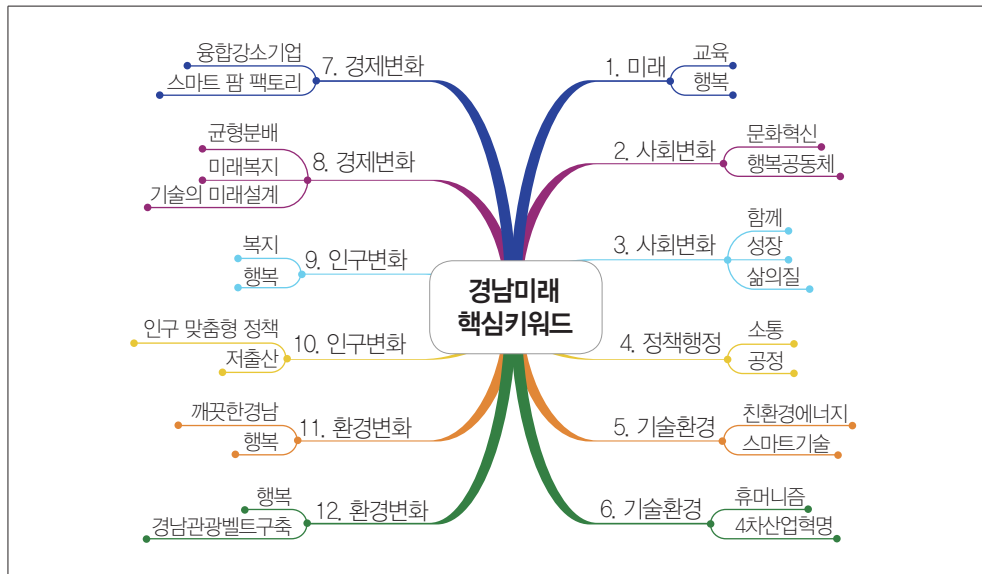 경남미래
핵심키워드
1. 미래
교육
행복
2. 사회변화
문화혁신
행복공동체
3. 사회변화
함께
성장
삶의질
4. 정책행정
소통
공정
5. 기술환경
친환경에너지
스마트기술
6. 기술환경
휴머니즘
4차산업혁명
7. 경제변화
융합강소기업
스마트 팜 팩토리
8. 경제변화
균형분배
미래복지
기술의 미래설계
9. 인구변화
복지
행복
10. 인구변화
인구 맞춤형 정책
저출산
11. 환경변화
깨끗한경남
행복
12. 환경변화
행복
경남관광벨트구축